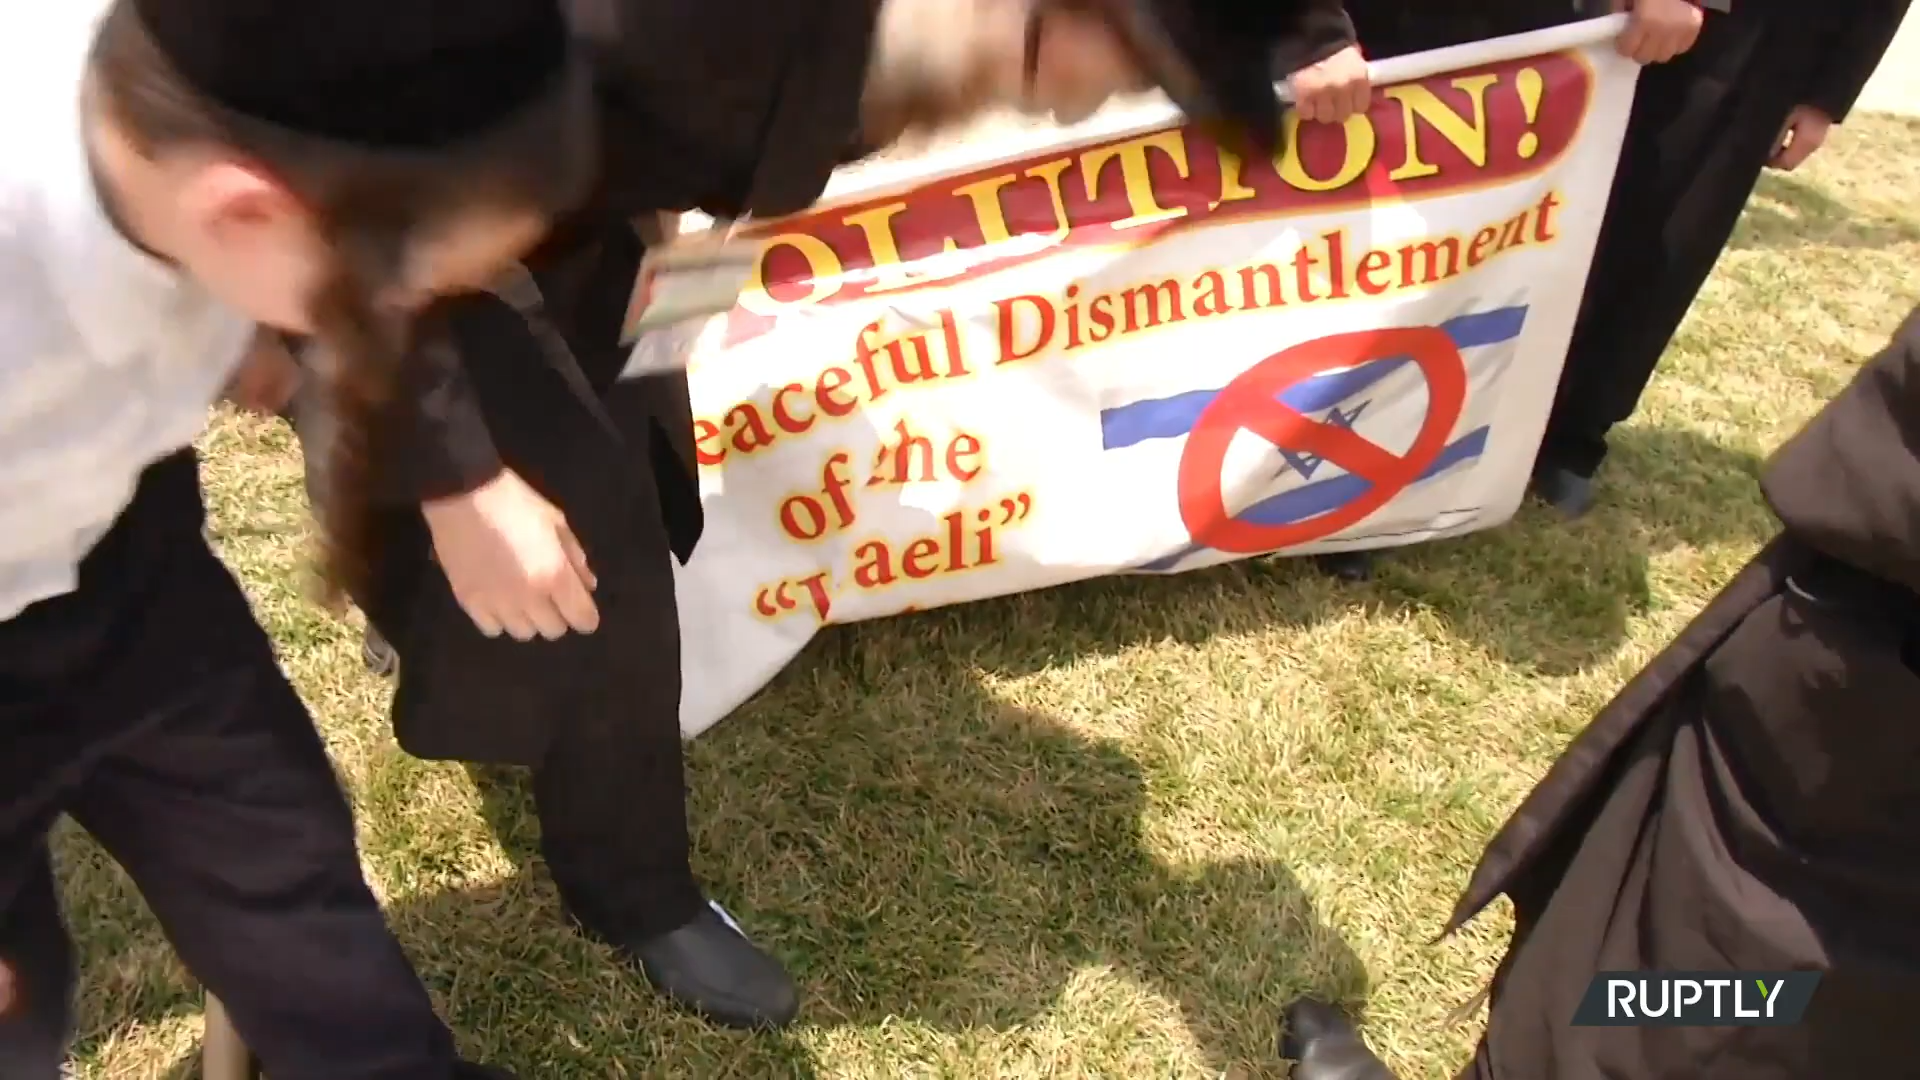 OLUTION!
eaceful Dismantlement
of the
aeli”
RUPTLY